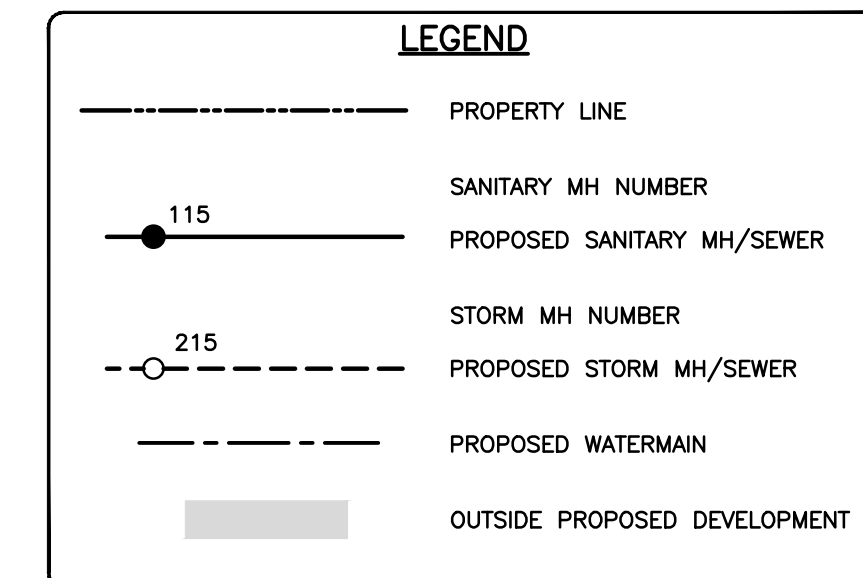 LEGEND
PROPERTY LINE
SANITARY MH NUMBER
115
PROPOSED SANITARY MH/SEWER
STORM MH NUMBER
215
PROPOSED STORM MH/SEWER
PROPOSED WATERMAIN
OUTSIDE PROPOSED DEVELOPMENT